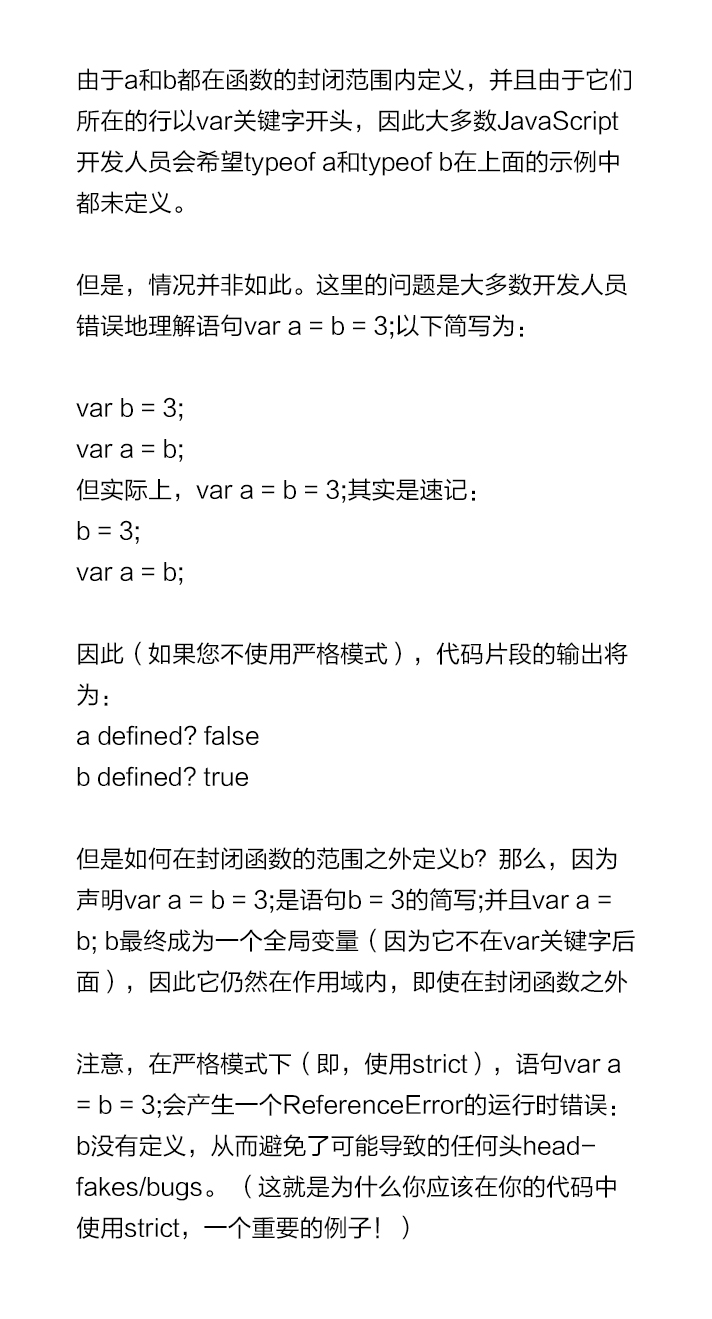 由于a和b都在函数的封闭范围内定义，并且由于它们
所在的行以var关键字开头，因此大多数JavaScript
开发人员会希望typeof a和typeof b在上面的示例中
都未定义。
但是，情况并非如此。这里的问题是大多数开发人员
错误地理解语句var a = b = 3;以下简写为：
var b = 3;
var a = b;
但实际上，var a = b = 3;其实是速记：
b = 3;
var a = b;
因此（如果您不使用严格模式），代码片段的输出将
为：
a defined? false
b defined? true
但是如何在封闭函数的范围之外定义b？那么，因为
声明var a = b = 3;是语句b = 3的简写;并且var a =
b; b最终成为一个全局变量（因为它不在var关键字后
面），因此它仍然在作用域内，即使在封闭函数之外
注意，在严格模式下（即，使用strict），语句var a
= b = 3;会产生一个ReferenceError的运行时错误：
b没有定义，从而避免了可能导致的任何头head-
fakes/bugs。（这就是为什么你应该在你的代码中
使用strict，一个重要的例子！）